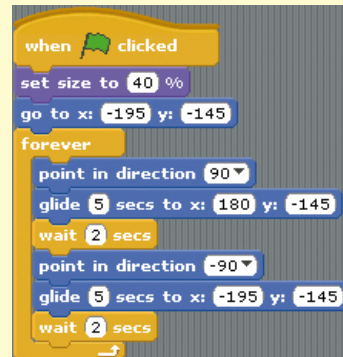 when clicked
set size to 40 %
go to x: -195 y: -145
forever
point in direction 90
glide 5 secs to x: 180 y: -145
wait 2 secs
point in direction -90
glide 5 secs to x: -195 y: -145
wait 2 secs